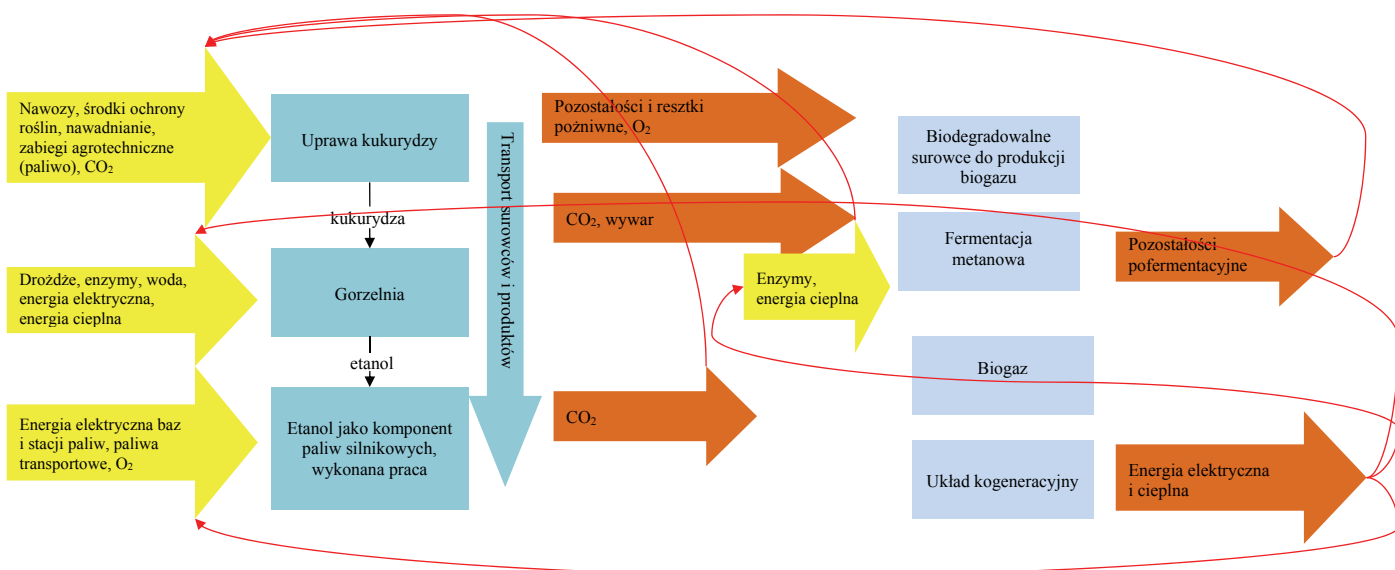 Nawozy, środki ochrony
roślin, nawadnianie,
zabiegi agrotechniczne
(paliwo), CO₂
Uprawa kukurydzy
kukurydza
Drożdże, enzymy, woda,
energia elektryczna,
energia cieplna
Gorzelnia
etanol
Energia elektryczna baz
i stacji paliw, paliwa
transportowe, O₂
Etanol jako komponent
paliw silnikowych,
wykonana praca
Transport surowców i produktów
Pozostałości i resztki
pożniwne, O₂
CO₂, wywar
Enzymy,
energia cieplna
CO₂
Biodegradowalne
surowce do produkcji
biogazu
Fermentacja
metanowa
Pozostałości
pofermentacyjne
Biogaz
Układ kogeneracyjny
Energia elektryczna
i cieplna